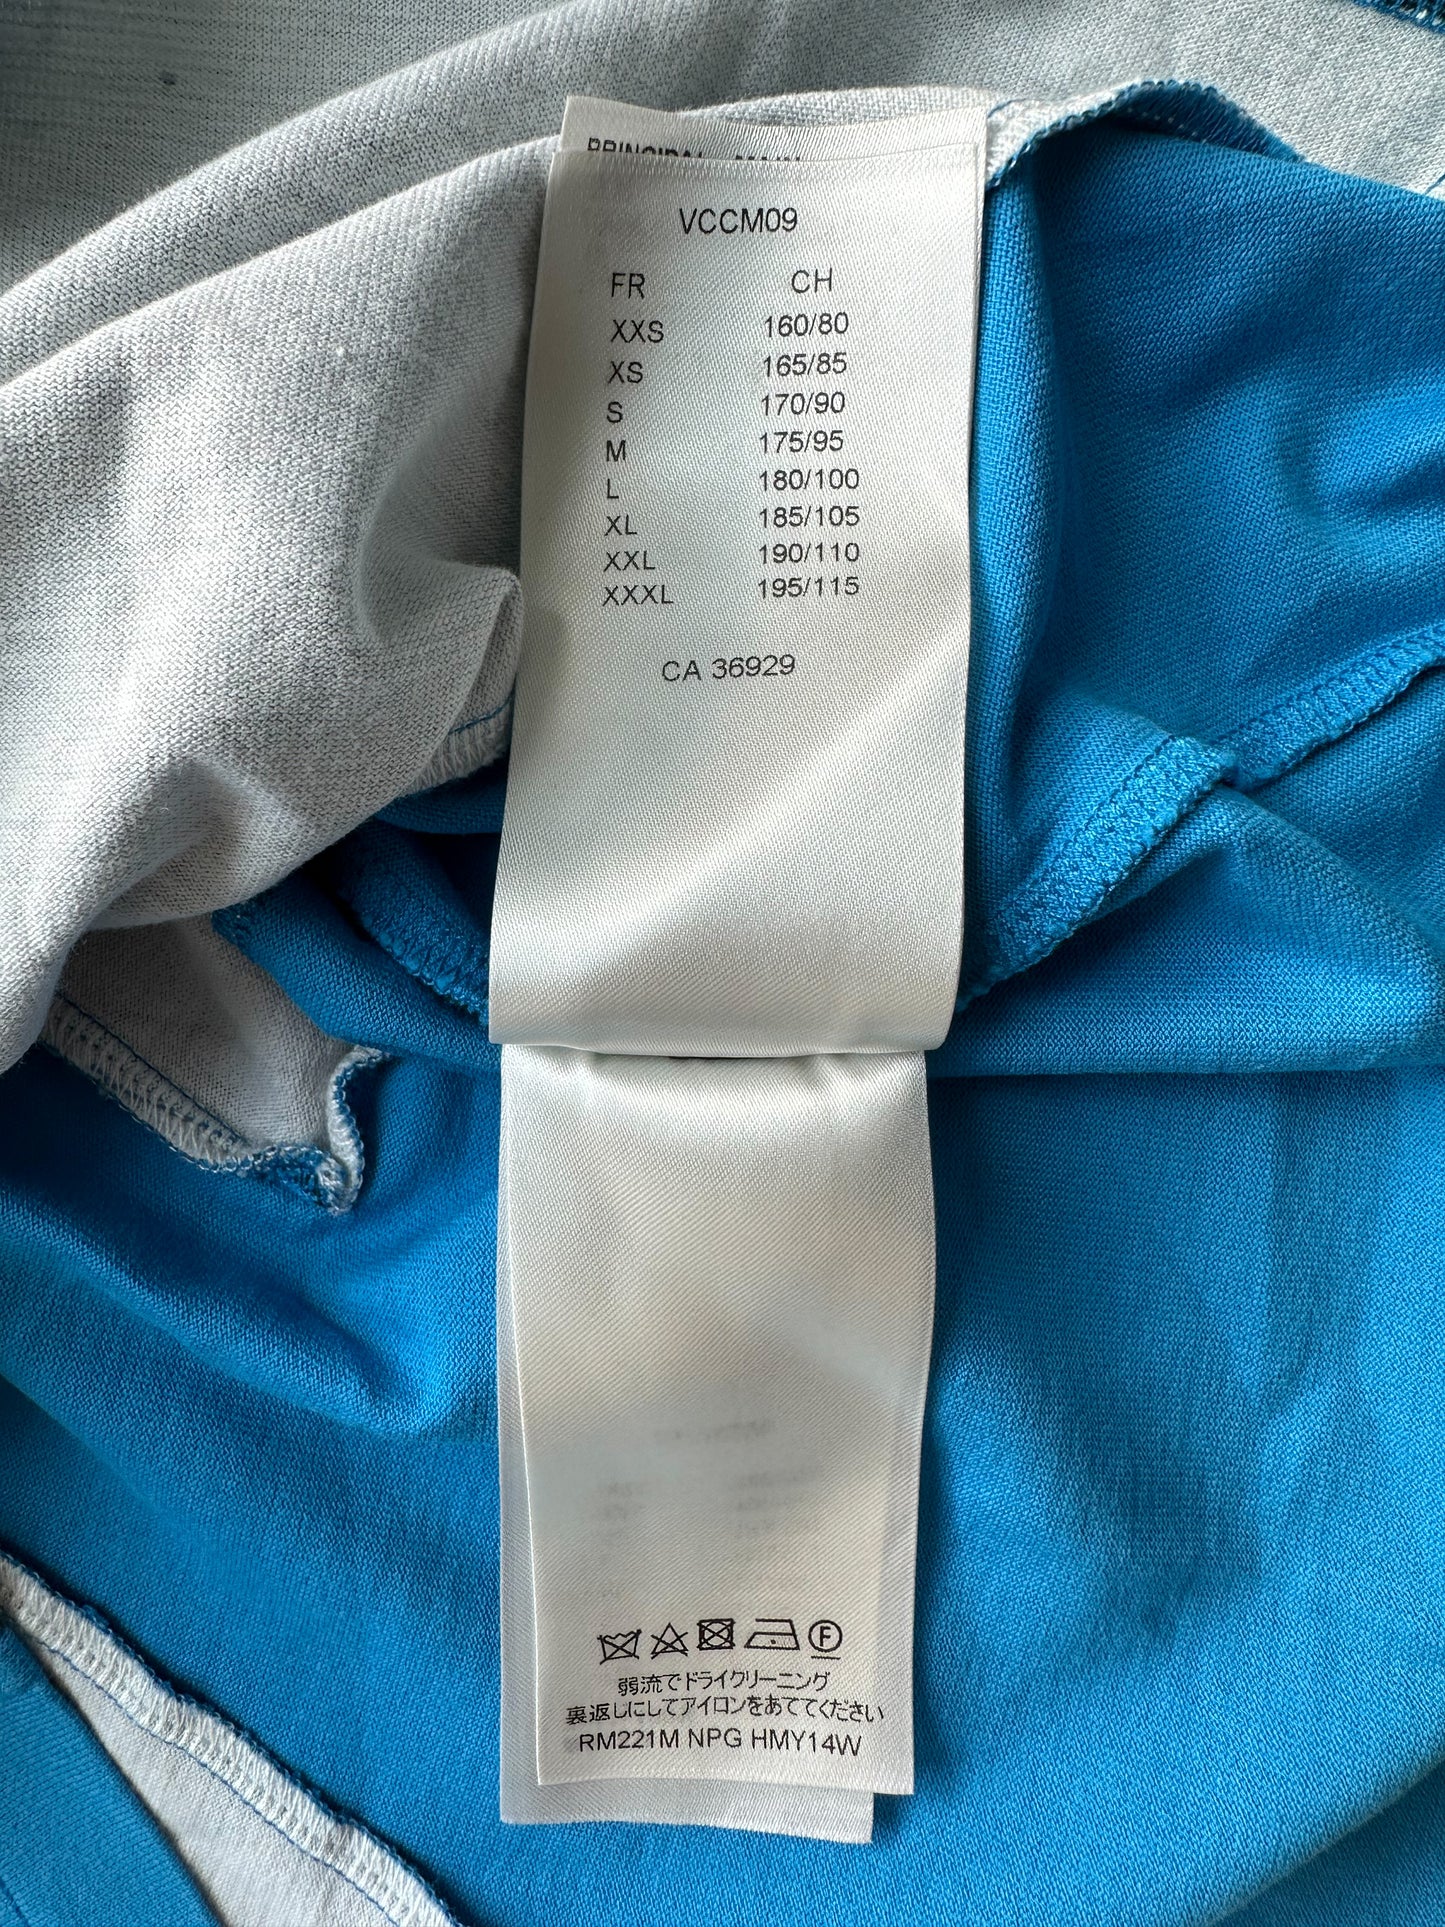 VCCM09
FR CH
XXS 160/80
XS 165/85
S 170/90
M 175/95
L 180/100
XL 185/105
XXL 190/110
XXXL 195/115
CA 36929
F
弱流でドライクリーニング
裏返しにしてアイロンをあててください
RM221M NPG HMY14W